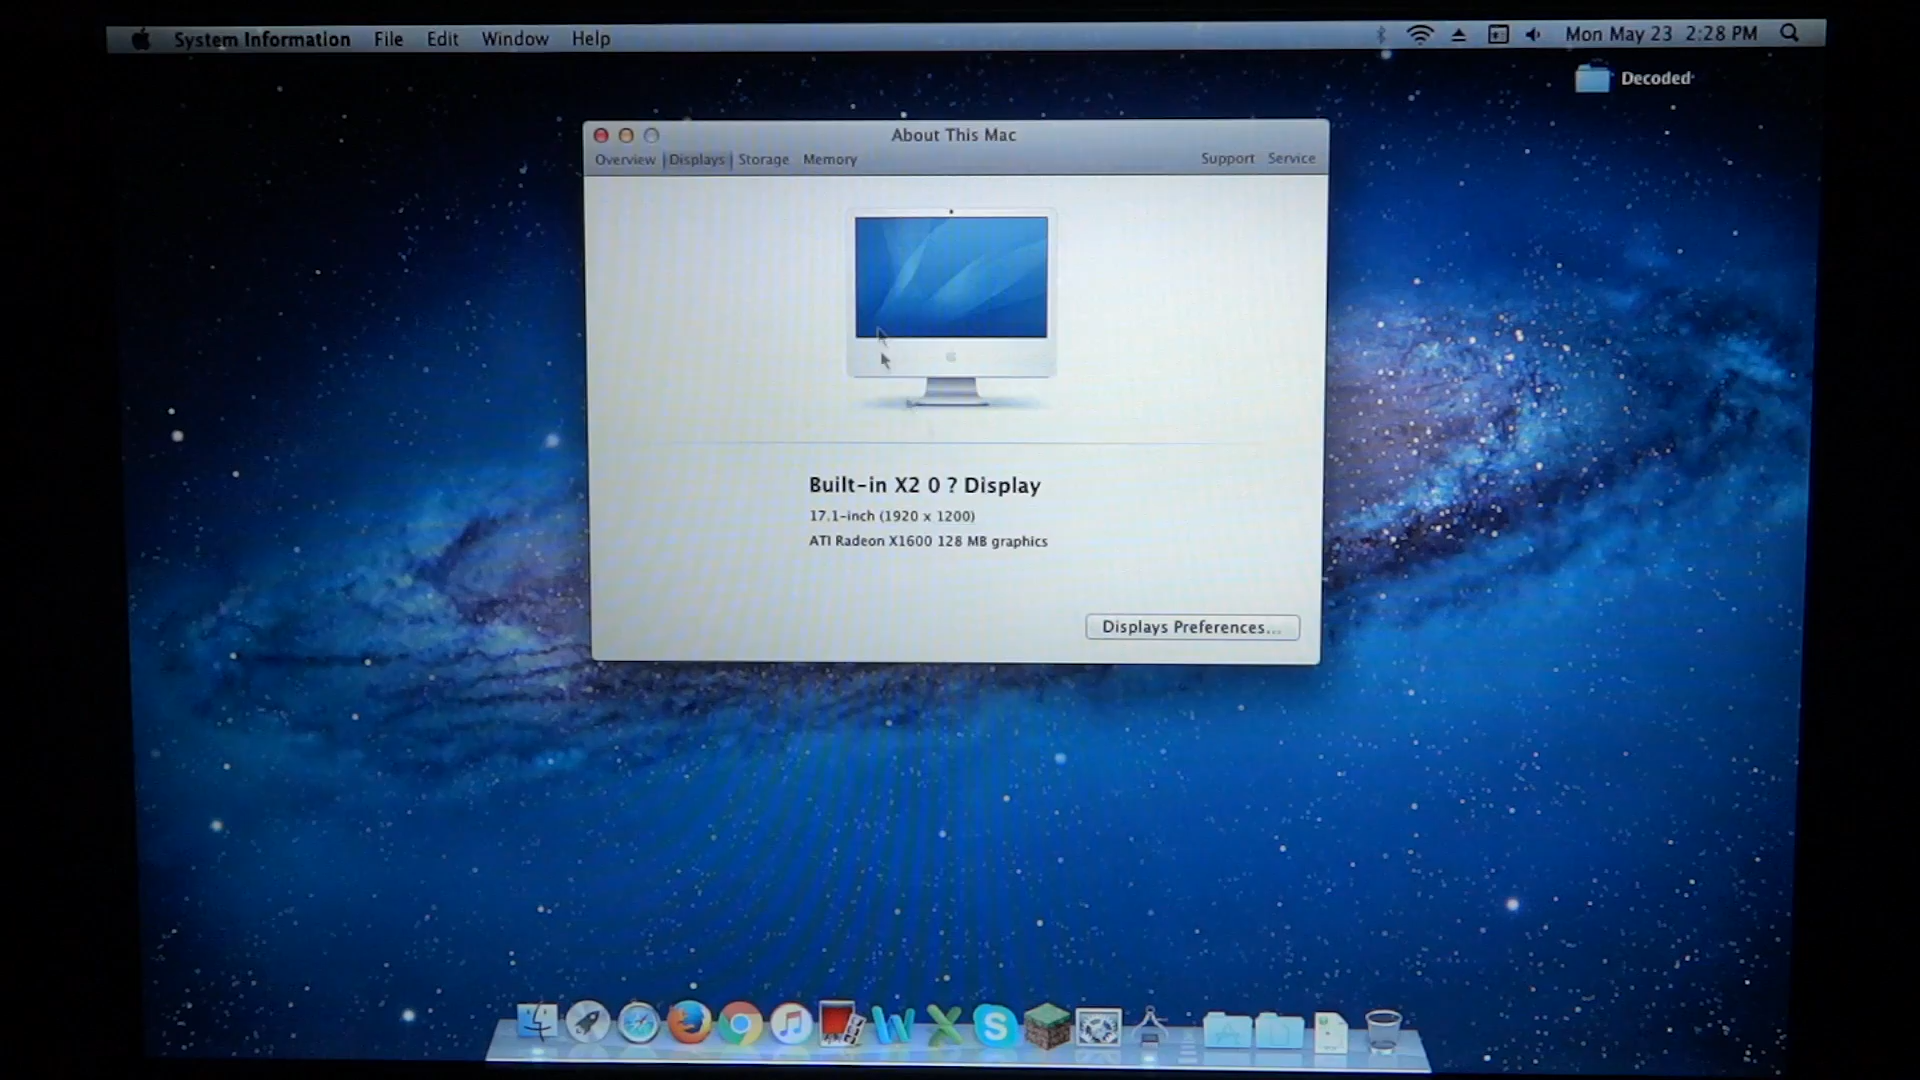 System Information File Edit Window Help Mon May 23 2:28 PM
Decoded
About This Mac
Overview Displays Storage Memory Support Service
Built-in X2 0 ? Display
17.1-inch (1920 x 1200)
ATI Radeon X1600 128 MB graphics
Displays Preferences...